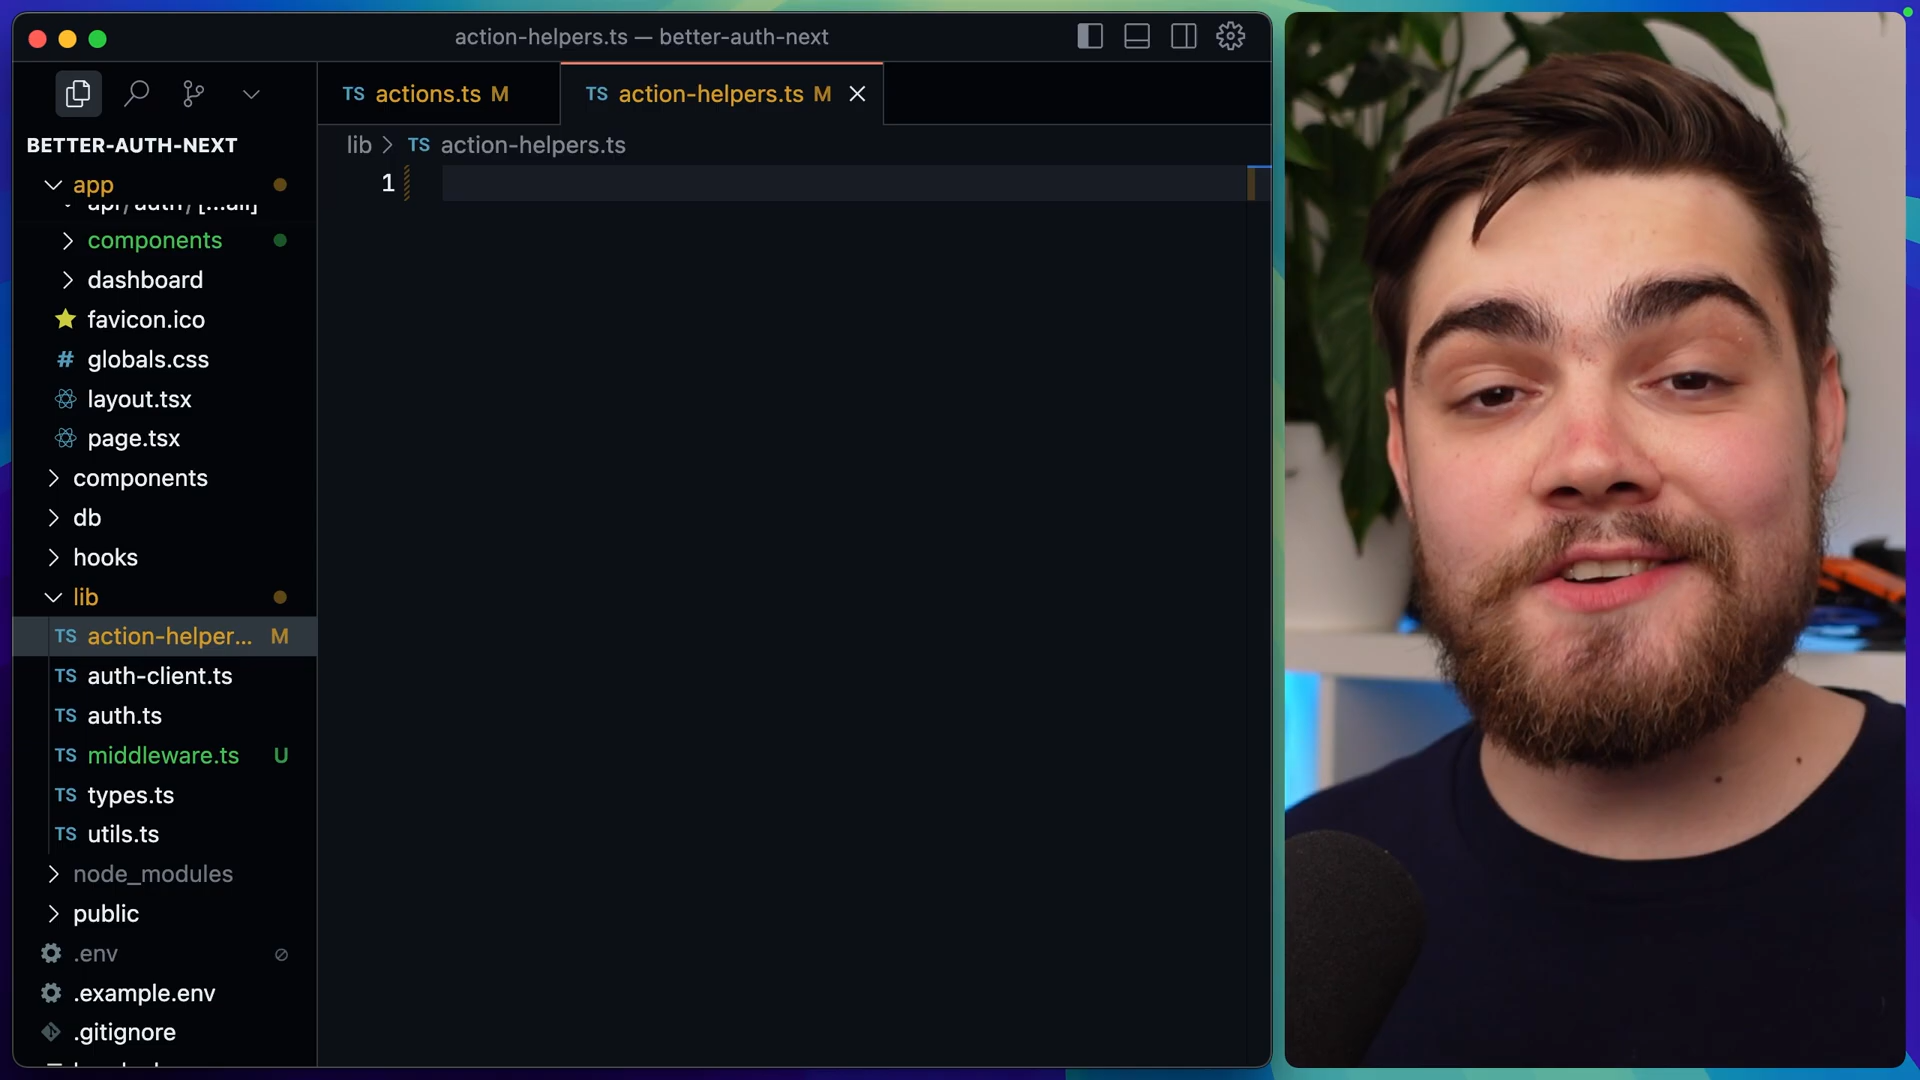 action-helpers.ts — better-auth-next
TS actions.ts M
TS action-helpers.ts M
lib > TS action-helpers.ts
1
BETTER-AUTH-NEXT
app
api/auth/[...all]
components
dashboard
favicon.ico
# globals.css
layout.tsx
page.tsx
components
db
hooks
lib
TS action-helper... M
TS auth-client.ts
TS auth.ts
TS middleware.ts U
TS types.ts
TS utils.ts
node_modules
public
.env
.example.env
.gitignore